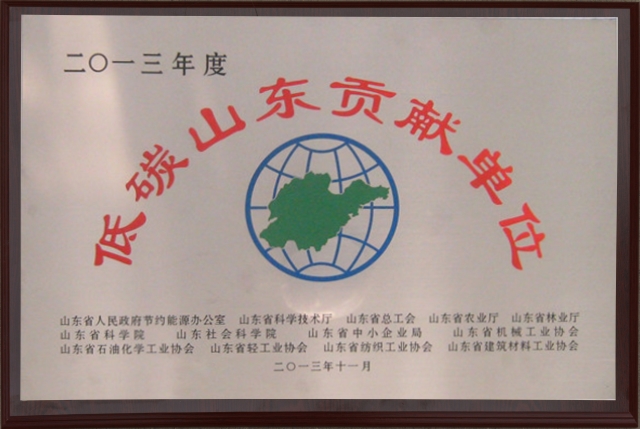 二〇一三年度
低碳山东贡献单位
山东省人民政府节约能源办公室 山东省科学技术厅 山东省总工会 山东省农业厅 山东省林业厅
山东省科学院 山东社会科学院 山东省中小企业局 山东省机械工业协会
山东省石油化学工业协会 山东省轻工业协会 山东省纺织工业协会 山东省建筑材料工业协会
二〇一三年十一月